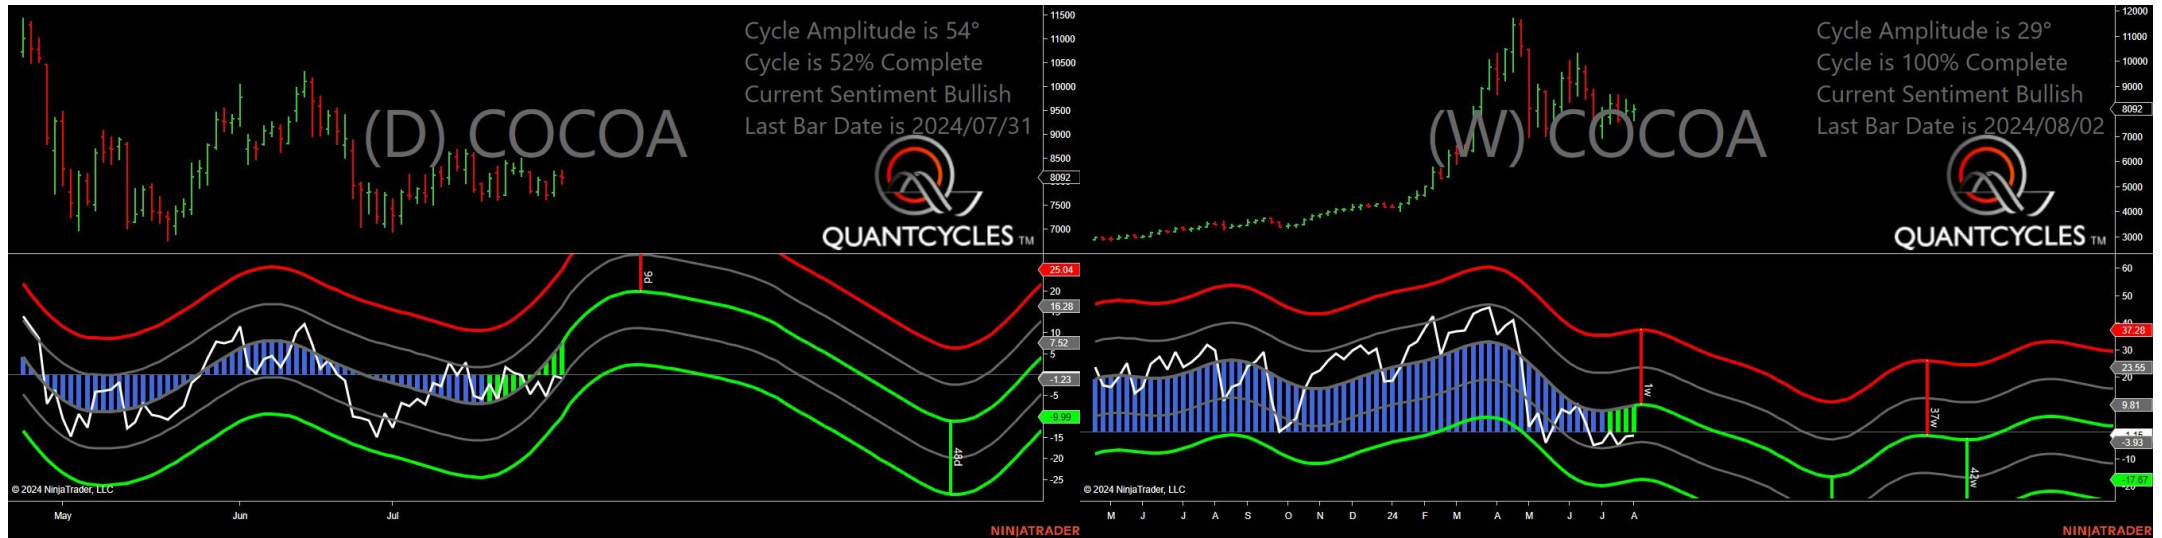 Cycle Amplitude is 54°
Cycle is 52% Complete
Current Sentiment Bullish
Last Bar Date is 2024/07/31
(D) COCOA
QUANTCYCLES TM
11500
11000
10500
10000
9500
9000
8500
8092
7500
7000
25.04
20
16.28
10
7.52
5
-1.23
-5
-9.99
-15
-20
-25
9d
48d
© 2024 NinjaTrader, LLC
May Jun Jul
NINJATRADER
Cycle Amplitude is 29°
Cycle is 100% Complete
Current Sentiment Bullish
Last Bar Date is 2024/08/02
(W) COCOA
QUANTCYCLES TM
12000
11000
10000
9000
8092
7000
6000
5000
4000
3000
60
50
40
37.28
30
23.55
20
9.81
-3.93
-10
-17.67
1w
37w
42w
© 2024 NinjaTrader, LLC
M J J A S O N D 24 F M A M J J A
NINJATRADER